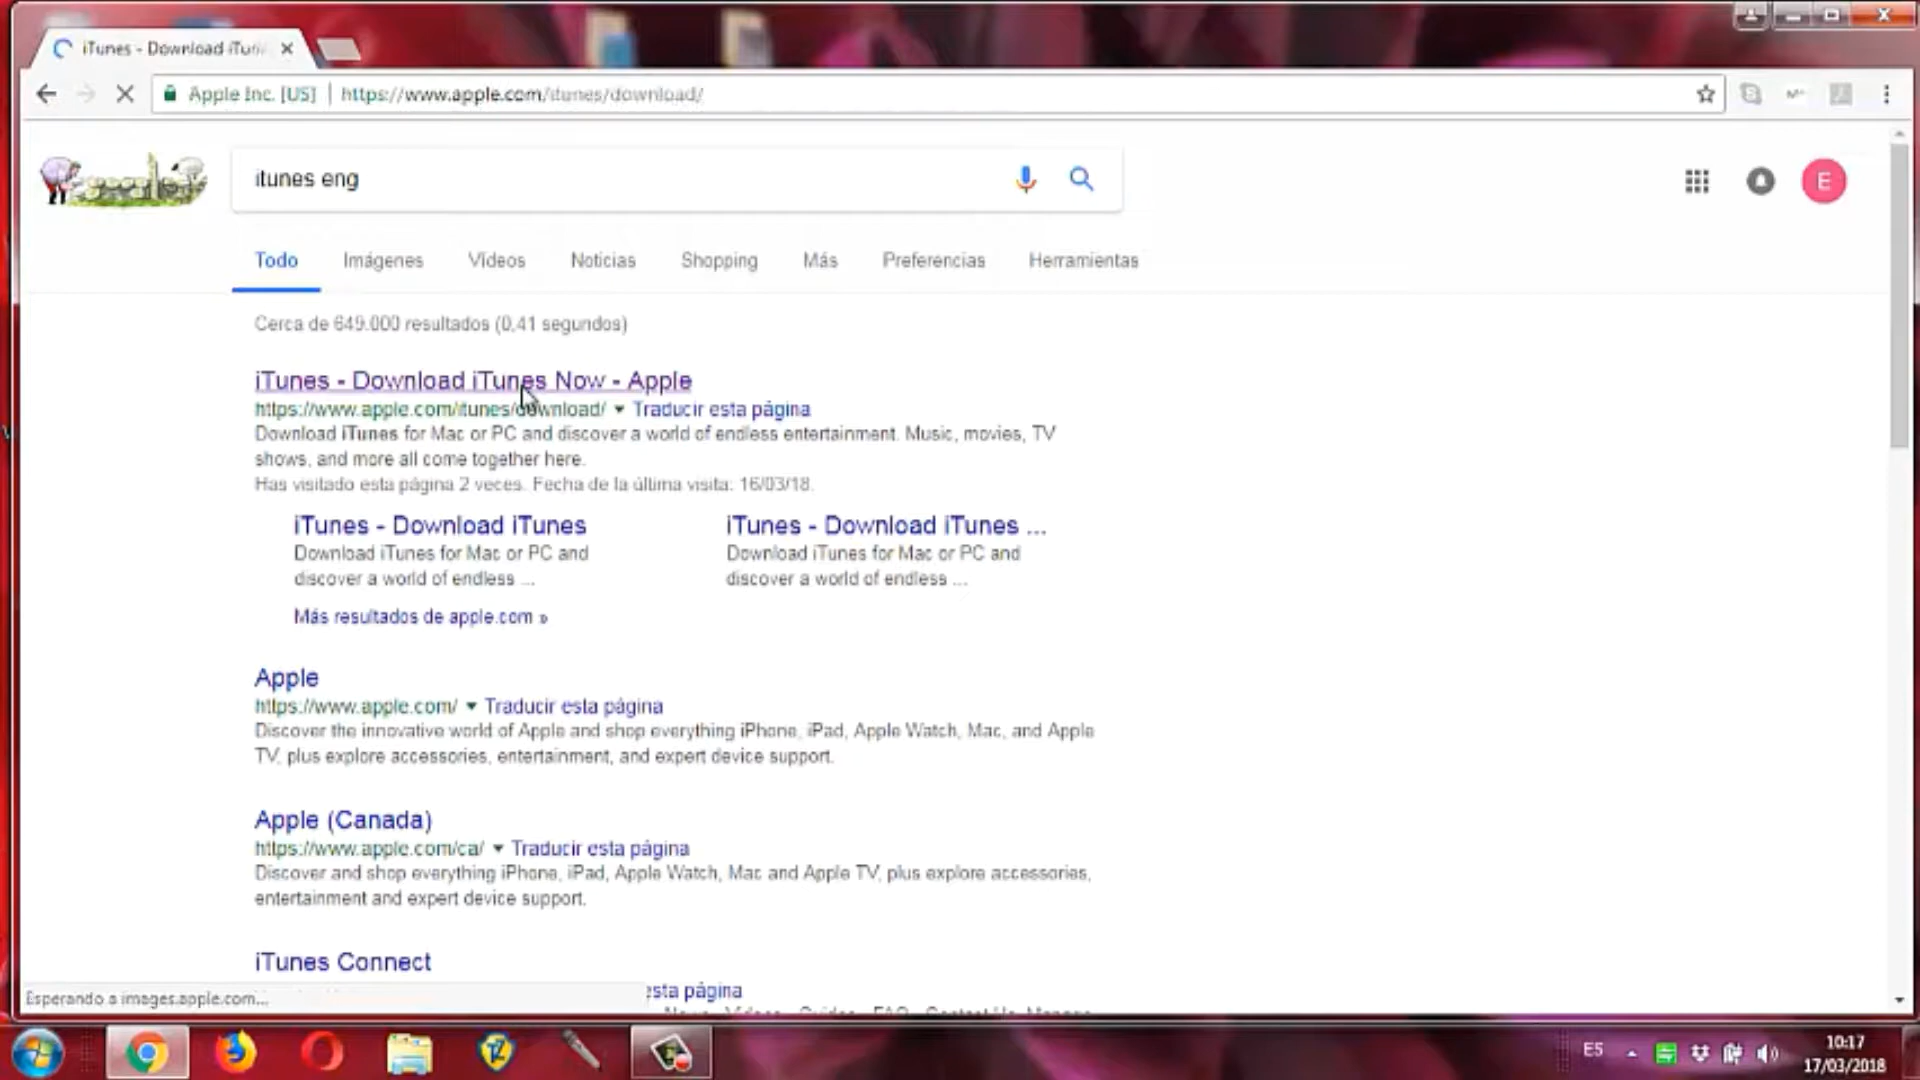 iTunes - Download iTun
Apple Inc. [US] | https://www.apple.com/itunes/download/
itunes eng
E
Todo Imágenes Vídeos Noticias Shopping Más Preferencias Herramientas
Cerca de 649.000 resultados (0,41 segundos)
iTunes - Download iTunes Now - Apple
https://www.apple.com/itunes/download/ Traducir esta página
Download iTunes for Mac or PC and discover a world of endless entertainment. Music, movies, TV
shows, and more all come together here.
Has visitado esta página 2 veces. Fecha de la última visita: 16/03/18.
iTunes - Download iTunes iTunes - Download iTunes ...
Download iTunes for Mac or PC and Download iTunes for Mac or PC and
discover a world of endless ... discover a world of endless ...
Más resultados de apple.com »
Apple
https://www.apple.com/ Traducir esta página
Discover the innovative world of Apple and shop everything iPhone, iPad, Apple Watch, Mac, and Apple
TV, plus explore accessories, entertainment, and expert device support.
Apple (Canada)
https://www.apple.com/ca/ Traducir esta página
Discover and shop everything iPhone, iPad, Apple Watch, Mac and Apple TV, plus explore accessories,
entertainment and expert device support.
iTunes Connect
esta página
Esperando a images.apple.com...
ES
10:17
17/03/2018